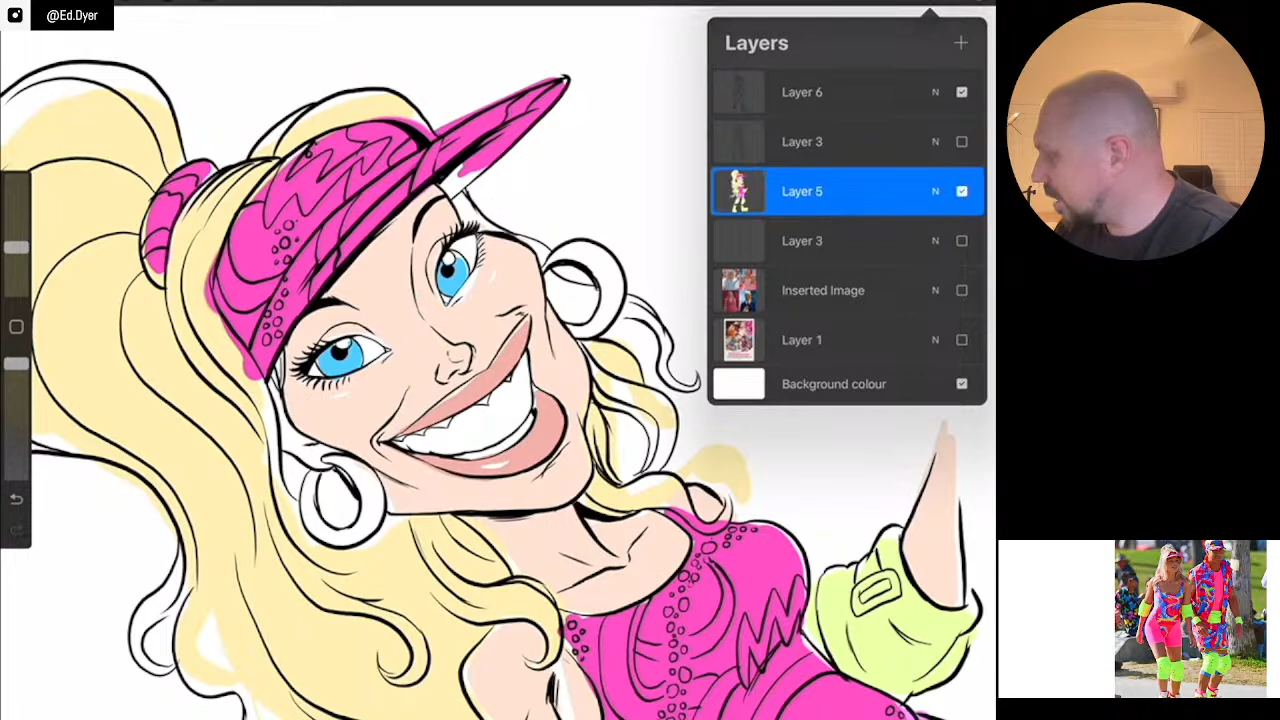 @Ed.Dyer
Layers
Layer 6 N
Layer 3 N
Layer 5 N
Layer 3 N
Inserted Image N
Layer 1 N
Background colour